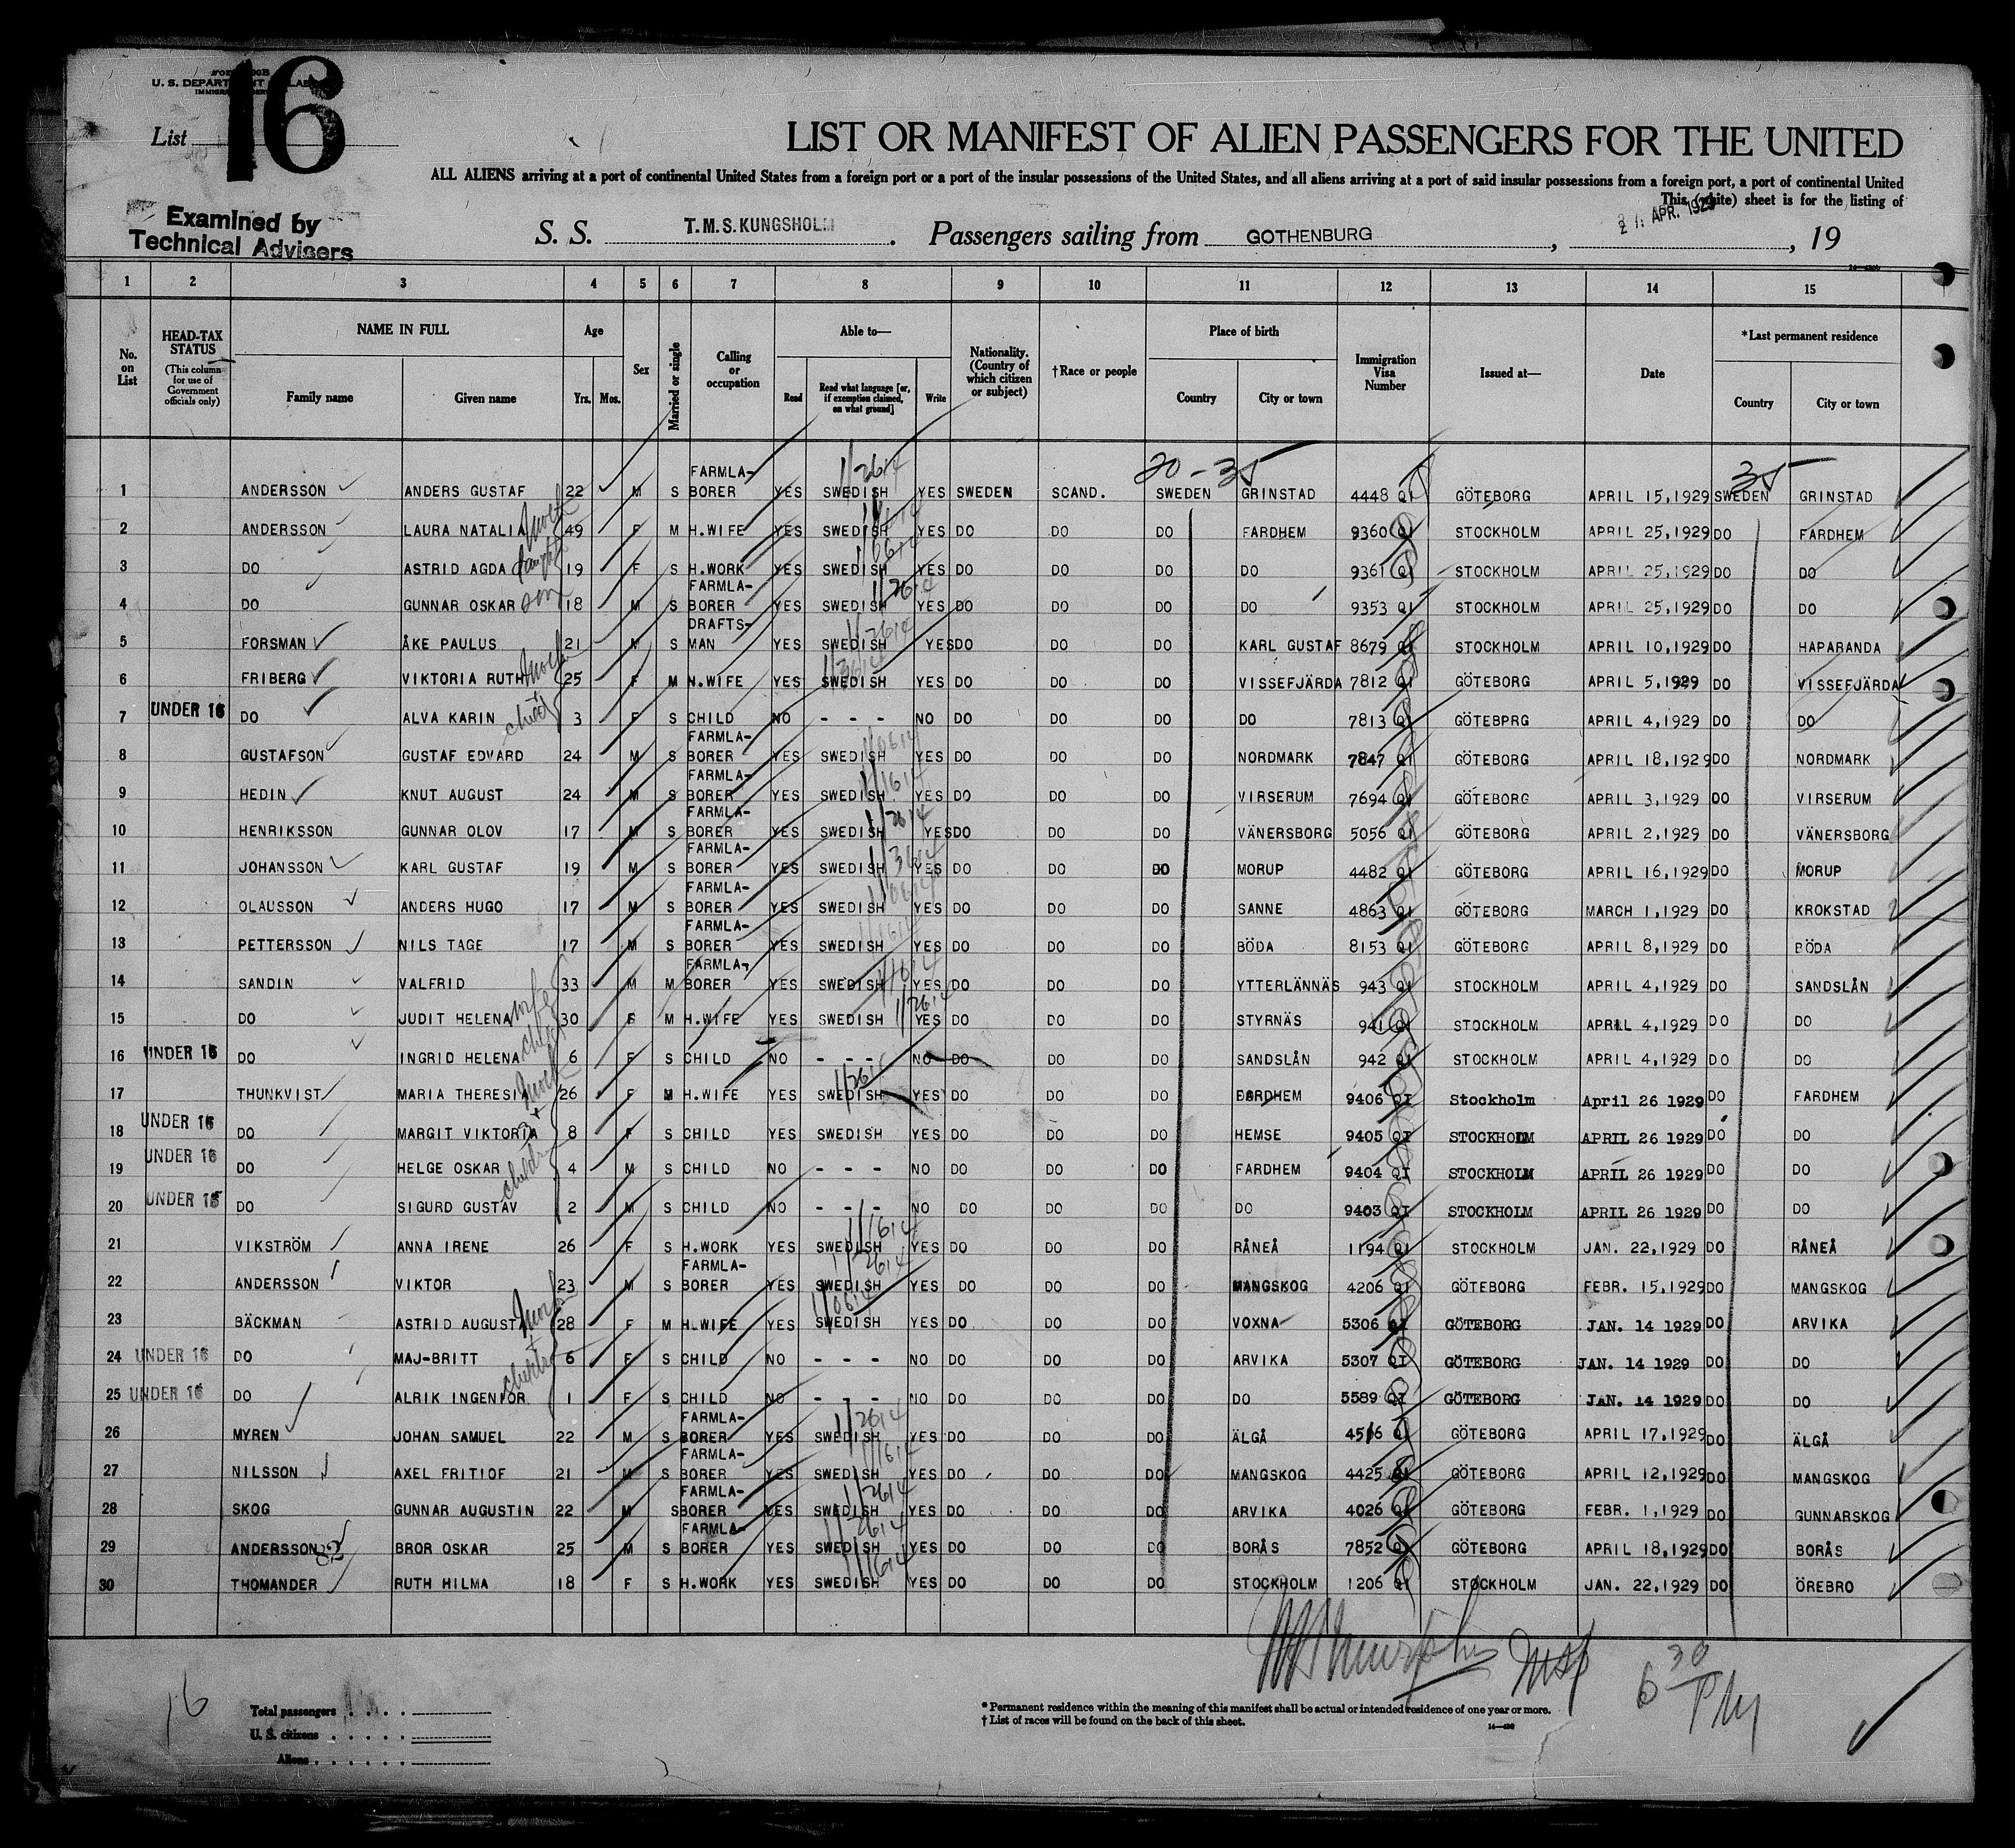 U. S. DEPARTMENT LABOR
List 16
LIST OR MANIFEST OF ALIEN PASSENGERS FOR THE UNITED
ALL ALIENS arriving at a port of continental United States from a foreign port or a port of the insular possessions of the United States, and all aliens arriving at a port of said insular possessions from a foreign port, a port of continental United
This (white) sheet is for the listing of
Examined by
Technical Advisers
S. S. T.M.S. KUNGSHOLM . Passengers sailing from GOTHENBURG , APR. 1929 , 19
1 2 3 4 5 6 7 8 9 10 11 12 13 14 15
No. on List
HEAD-TAX STATUS (This column for use of Government officials only)
NAME IN FULL Family name Given name
Age Yrs. Mos.
Sex
Married or single
Calling or occupation
Able to— Read Read what language [or, if exemption claimed, on what ground] Write
Nationality. (Country of which citizen or subject)
†Race or people
Place of birth Country City or town
Immigration Visa Number
Issued at—
Date
*Last permanent residence Country City or town
20-35 35
1 ANDERSSON ANDERS GUSTAF 22 M S FARMLA-BORER YES SWEDISH YES SWEDEN SCAND. SWEDEN GRINSTAD 4448 QI GÖTEBORG APRIL 15,1929 SWEDEN GRINSTAD
2 ANDERSSON LAURA NATALIA 49 F M H.WIFE YES SWEDISH YES DO DO DO FARDHEM 9360 QI STOCKHOLM APRIL 25,1929 DO FARDHEM
3 DO ASTRID AGDA 19 F S H.WORK YES SWEDISH YES DO DO DO DO 9361 QI STOCKHOLM APRIL 25,1929 DO DO
4 DO GUNNAR OSKAR son 18 M S FARMLA-BORER YES SWEDISH YES DO DO DO DO 9353 QI STOCKHOLM APRIL 25,1929 DO DO
5 FORSMAN ÅKE PAULUS 21 M S DRAFTS-MAN YES SWEDISH YES DO DO DO KARL GUSTAF 8679 QI STOCKHOLM APRIL 10,1929 DO HAPARANDA
6 FRIBERG VIKTORIA RUTH 25 F M H.WIFE YES SWEDISH YES DO DO DO VISSEFJÄRDA 7812 QI GÖTEBORG APRIL 5,1929 DO VISSEFJÄRDA
7 UNDER 16 DO ALVA KARIN child 3 F S CHILD NO - - - NO DO DO DO DO 7813 QI GÖTEBPRG APRIL 4,1929 DO DO
8 GUSTAFSON GUSTAF EDVARD 24 M S FARMLA-BORER YES SWEDISH YES DO DO DO NORDMARK 7847 QI GÖTEBORG APRIL 18,1929 DO NORDMARK
9 HEDIN KNUT AUGUST 24 M S FARMLA-BORER YES SWEDISH YES DO DO DO VIRSERUM 7694 QI GÖTEBORG APRIL 3,1929 DO VIRSERUM
10 HENRIKSSON GUNNAR OLOV 17 M S FARMLA-BORER YES SWEDISH YES DO DO DO VÄNERSBORG 5056 QI GÖTEBORG APRIL 2,1929 DO VÄNERSBORG
11 JOHANSSON KARL GUSTAF 19 M S FARMLA-BORER YES SWEDISH YES DO DO DO MORUP 4482 QI GÖTEBORG APRIL 16,1929 DO MORUP
12 OLAUSSON ANDERS HUGO 17 M S FARMLA-BORER YES SWEDISH YES DO DO DO SANNE 4863 QI GÖTEBORG MARCH 1,1929 DO KROKSTAD
13 PETTERSSON NILS TAGE 17 M S FARMLA-BORER YES SWEDISH YES DO DO DO BÖDA 8153 QI GÖTEBORG APRIL 8,1929 DO BÖDA
14 SANDIN VALFRID 33 M M FARMLA-BORER YES SWEDISH YES DO DO DO YTTERLÄNNÄS 943 QI STOCKHOLM APRIL 4,1929 DO SANDSLÅN
15 DO JUDIT HELENA wife 30 F M H.WIFE YES SWEDISH YES DO DO DO STYRNÄS 941 QI STOCKHOLM APRIL 4,1929 DO DO
16 UNDER 16 DO INGRID HELENA child 6 F S CHILD NO - - - NO DO DO DO SANDSLÅN 942 QI STOCKHOLM APRIL 4,1929 DO DO
17 THUNKVIST MARIA THERESIA 26 F M H.WIFE YES SWEDISH YES DO DO DO FARDHEM 9406 QI Stockholm April 26 1929 DO FARDHEM
18 UNDER 16 DO MARGIT VIKTORIA 8 F S CHILD YES SWEDISH YES DO DO DO HEMSE 9405 QI STOCKHOLM APRIL 26 1929 DO DO
19 UNDER 16 DO HELGE OSKAR 4 M S CHILD NO - - - NO DO DO DO FARDHEM 9404 QI STOCKHOLM APRIL 26 1929 DO DO
20 UNDER 16 DO SIGURD GUSTAV 2 M S CHILD NO - - - NO DO DO DO DO 9403 QI STOCKHOLM APRIL 26 1929 DO DO
21 VIKSTRÖM ANNA IRENE 26 F S H.WORK YES SWEDISH YES DO DO DO RÅNEÅ 1194 QI STOCKHOLM JAN. 22,1929 DO RÅNEÅ
22 ANDERSSON VIKTOR 23 M S FARMLA-BORER YES SWEDISH YES DO DO DO MANGSKOG 4206 QI GÖTEBORG FEBR. 15,1929 DO MANGSKOG
23 BÄCKMAN ASTRID AUGUSTA 28 F M H.WIFE YES SWEDISH YES DO DO DO VOXNA 5306 QI GÖTEBORG JAN. 14 1929 DO ARVIKA
24 UNDER 16 DO MAJ-BRITT 6 F S CHILD NO - - - NO DO DO DO ARVIKA 5307 QI GÖTEBORG JAN. 14 1929 DO DO
25 UNDER 16 DO ALRIK INGENIOR 1 F S CHILD NO - - - NO DO DO DO DO 5589 QI GÖTEBORG JAN. 14 1929 DO DO
26 MYREN JOHAN SAMUEL 22 M S FARMLA-BORER YES SWEDISH YES DO DO DO ÄLGÅ 4516 QI GÖTEBORG APRIL 17,1929 DO ÄLGÅ
27 NILSSON AXEL FRITIOF 21 M S FARMLA-BORER YES SWEDISH YES DO DO DO MANGSKOG 4425 QI GÖTEBORG APRIL 12,1929 DO MANGSKOG
28 SKOG GUNNAR AUGUSTIN 22 M S FARMLA-BORER YES SWEDISH YES DO DO DO ARVIKA 4026 QI GÖTEBORG FEBR. 1,1929 DO GUNNARSKOG
29 ANDERSSON 82 BROR OSKAR 25 M S FARMLA-BORER YES SWEDISH YES DO DO DO BORÅS 7852 QI GÖTEBORG APRIL 18,1929 DO BORÅS
30 THOMANDER RUTH HILMA 18 F S H.WORK YES SWEDISH YES DO DO DO STOCKHOLM 1206 QI STOCKHOLM JAN. 22,1929 DO ÖREBRO
6 30 PM
16
Total passengers
U. S. citizens
Aliens
* Permanent residence within the meaning of this manifest shall be actual or intended residence of one year or more.
† List of races will be found on the back of this sheet.